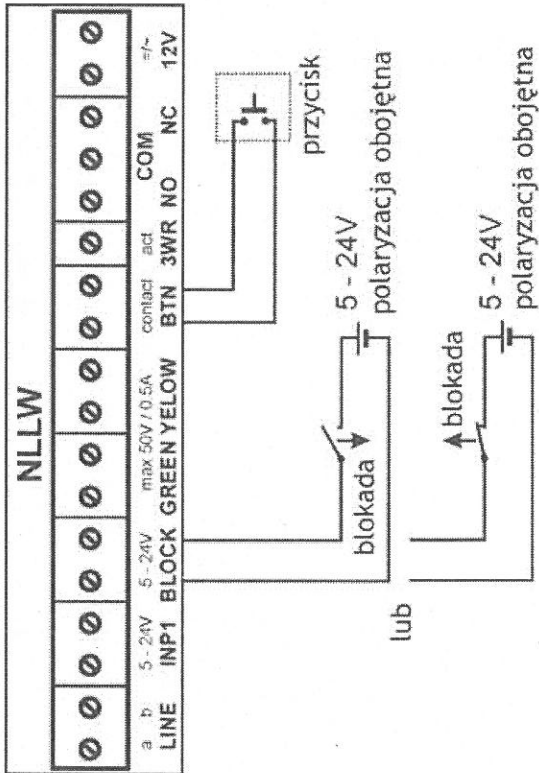 NLLW
a b 5 - 24V 5 - 24V max 50V / 0.5A contact act =/~
LINE INP1 BLOCK GREEN YELOW BTN 3WR NO COM NC 12V
przycisk
5 - 24V
polaryzacja obojętna
blokada
lub
5 - 24V
polaryzacja obojętna
blokada